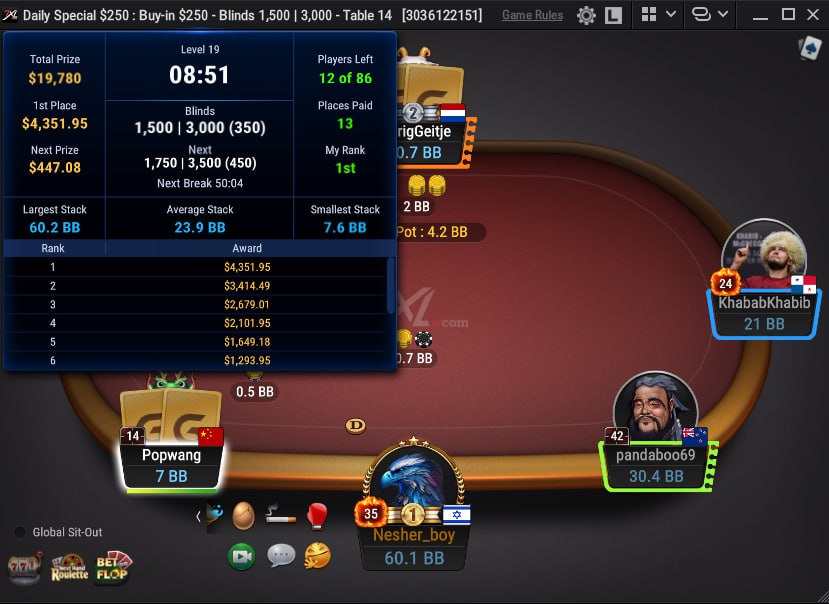 Daily Special $250 : Buy-in $250 - Blinds 1,500 | 3,000 - Table 14 [3036122151]
Game Rules
L
Total Prize
$19,780
Level 19
08:51
Players Left
12 of 86
1st Place
$4,351.95
Blinds
1,500 | 3,000 (350)
Places Paid
13
Next Prize
$447.08
Next
1,750 | 3,500 (450)
Next Break 50:04
My Rank
1st
Largest Stack
60.2 BB
Average Stack
23.9 BB
Smallest Stack
7.6 BB
Rank Award
1 $4,351.95
2 $3,414.49
3 $2,679.01
4 $2,101.95
5 $1,649.18
6 $1,293.95
2
rigGeitje
0.7 BB
2 BB
Pot : 4.2 BB
XL
.com
0.7 BB
0.5 BB
D
24
KhababKhabib
21 BB
42
pandaboo69
30.4 BB
14
Popwang
7 BB
35
1
Nesher_boy
60.1 BB
Global Sit-Out
Next Hand
Roulette
BET
FLOP